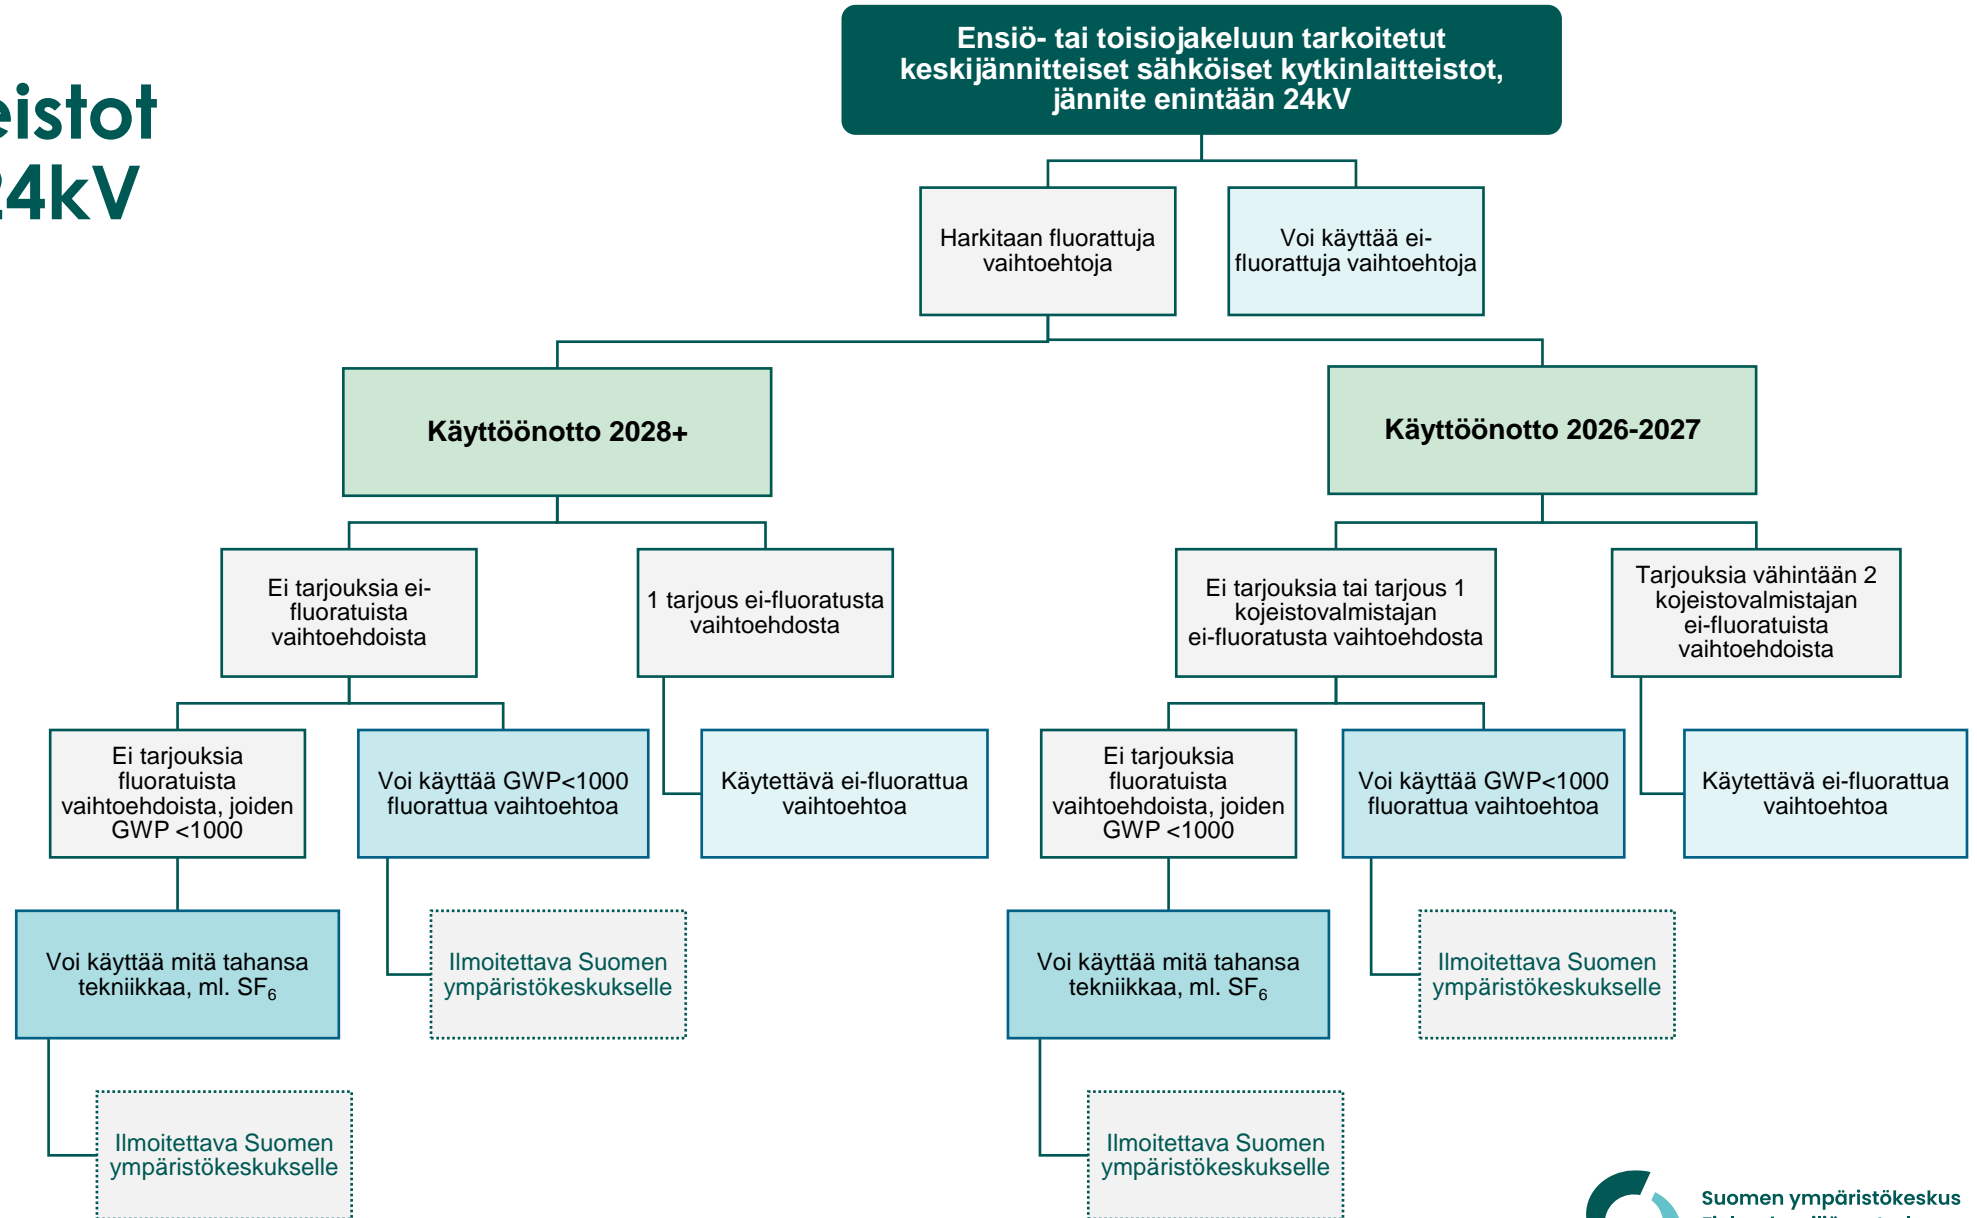 eistot
24kV
Ensiö- tai toisiojakeluun tarkoitetut
keskijännitteiset sähköiset kytkinlaitteistot,
jännite enintään 24kV
Harkitaan fluorattuja
vaihtoehtoja
Voi käyttää ei-
fluorattuja vaihtoehtoja
Käyttöönotto 2028+
Käyttöönotto 2026-2027
Ei tarjouksia ei-
fluoratuista
vaihtoehdoista
1 tarjous ei-fluoratusta
vaihtoehdosta
Ei tarjouksia tai tarjous 1
kojeistovalmistajan
ei-fluoratusta vaihtoehdosta
Tarjouksia vähintään 2
kojeistovalmistajan
ei-fluoratuista
vaihtoehdoista
Ei tarjouksia
fluoratuista
vaihtoehdoista, joiden
GWP <1000
Voi käyttää GWP<1000
fluorattua vaihtoehtoa
Käytettävä ei-fluorattua
vaihtoehtoa
Ei tarjouksia
fluoratuista
vaihtoehdoista, joiden
GWP <1000
Voi käyttää GWP<1000
fluorattua vaihtoehtoa
Käytettävä ei-fluorattua
vaihtoehtoa
Voi käyttää mitä tahansa
tekniikkaa, ml. SF₆
Ilmoitettava Suomen
ympäristökeskukselle
Voi käyttää mitä tahansa
tekniikkaa, ml. SF₆
Ilmoitettava Suomen
ympäristökeskukselle
Ilmoitettava Suomen
ympäristökeskukselle
Ilmoitettava Suomen
ympäristökeskukselle
Suomen ympäristökeskus